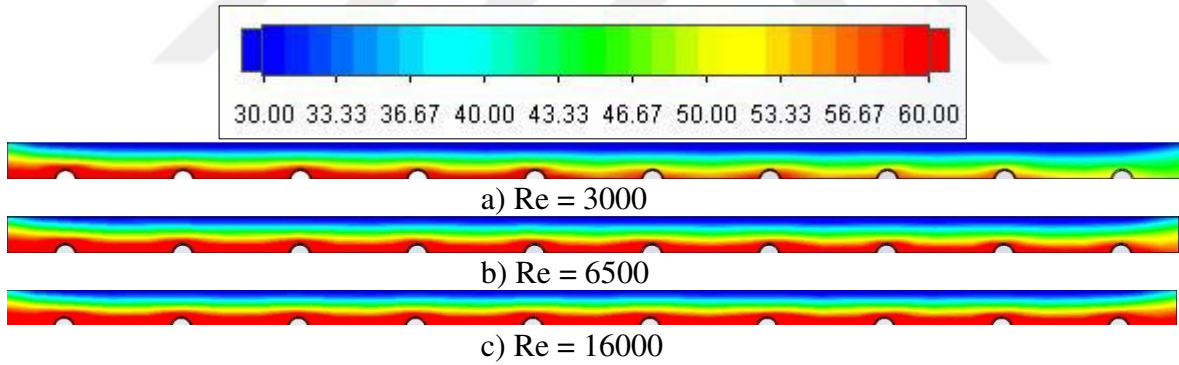 30.00 33.33 36.67 40.00 43.33 46.67 50.00 53.33 56.67 60.00
a) Re = 3000
b) Re = 6500
c) Re = 16000